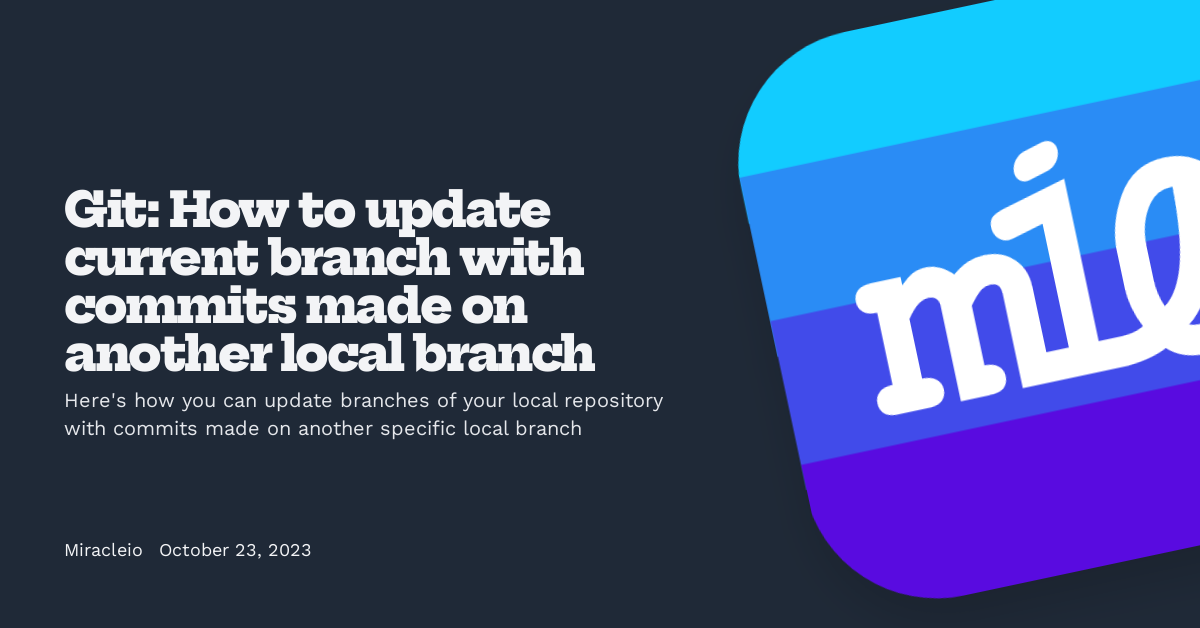 Git: How to update
current branch with
commits made on
another local branch
Here's how you can update branches of your local repository
with commits made on another specific local branch
Miracleio October 23, 2023